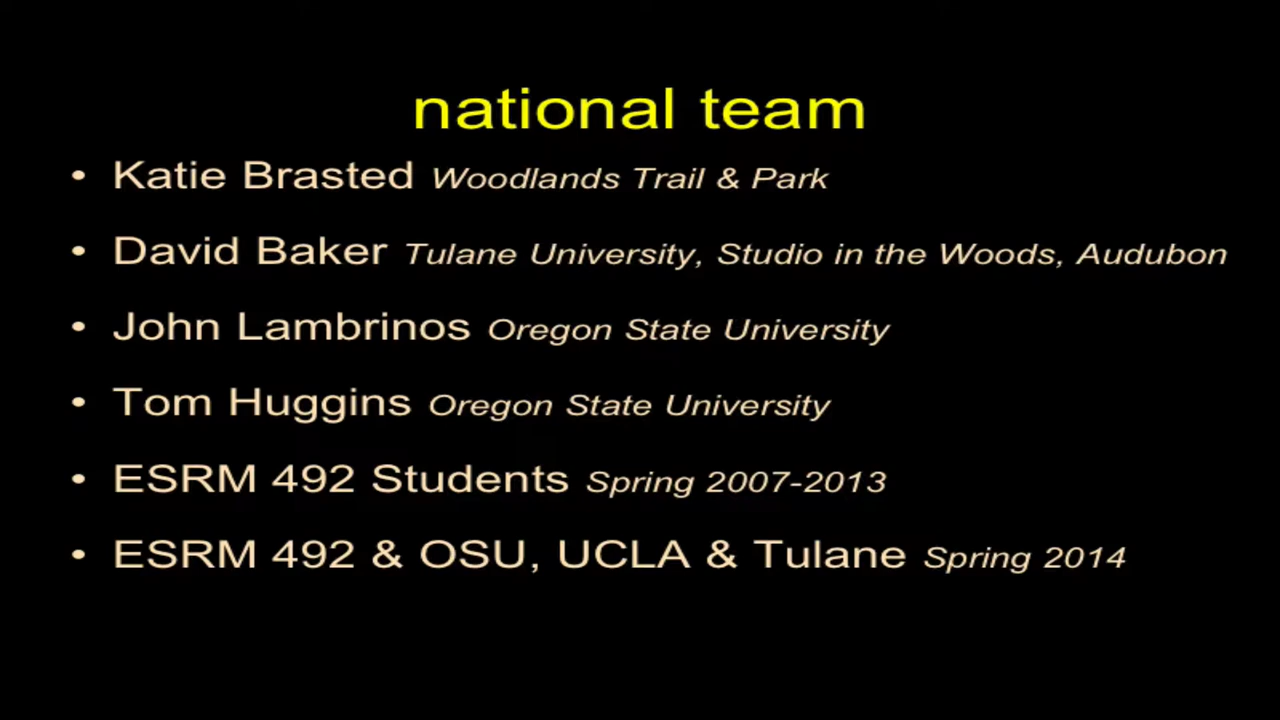 national team
• Katie Brasted Woodlands Trail & Park
• David Baker Tulane University, Studio in the Woods, Audubon
• John Lambrinos Oregon State University
• Tom Huggins Oregon State University
• ESRM 492 Students Spring 2007-2013
• ESRM 492 & OSU, UCLA & Tulane Spring 2014